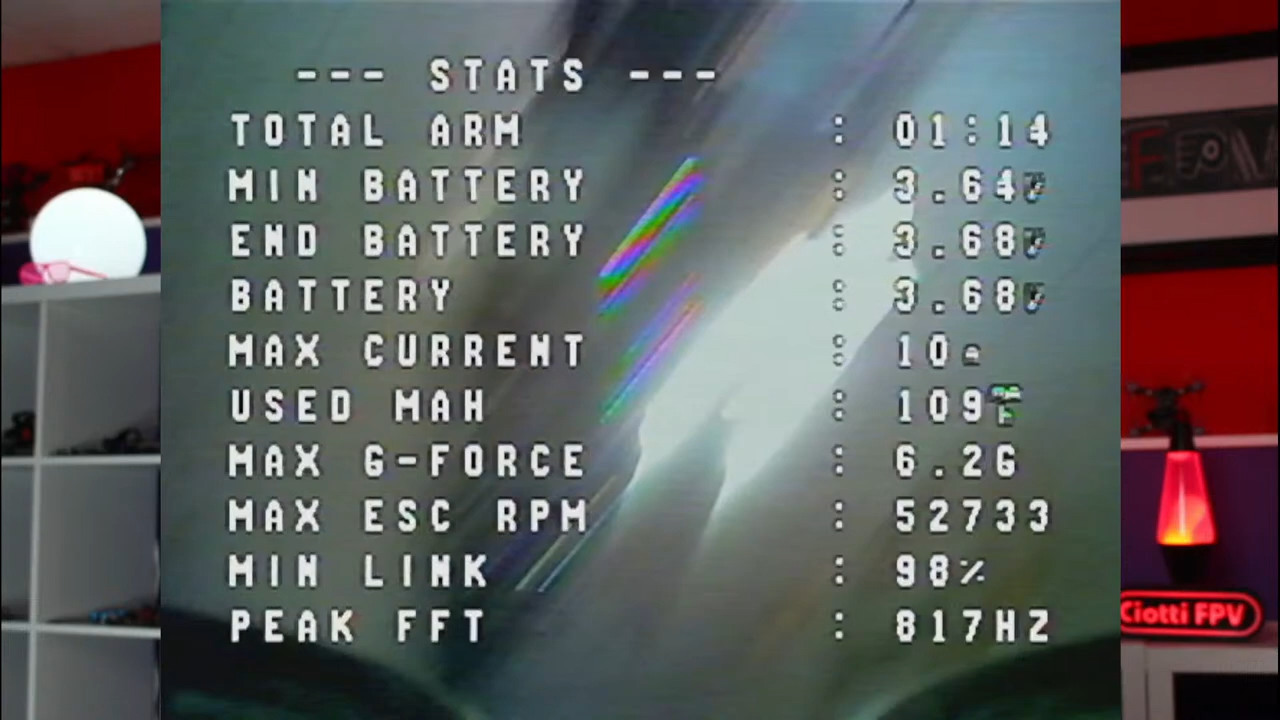 --- STATS ---
TOTAL ARM : 01:14
MIN BATTERY : 3.64V
END BATTERY : 3.68V
BATTERY : 3.68V
MAX CURRENT : 10A
USED MAH : 109
MAX G-FORCE : 6.2G
MAX ESC RPM : 52733
MIN LINK : 98%
PEAK FFT : 817HZ
FPV
Ciotti FPV